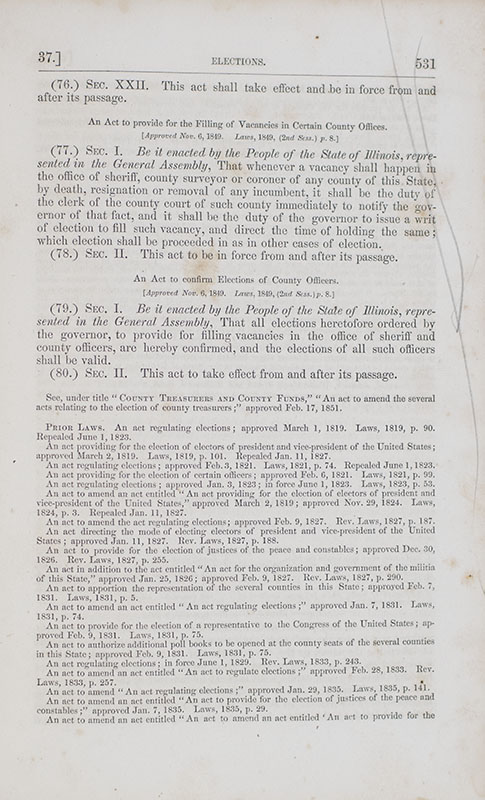 37.] ELECTIONS. 531
(76.) SEC. XXII. This act shall take effect and be in force from and
after its passage.
An Act to provide for the Filling of Vacancies in Certain County Offices.
[Approved Nov. 6, 1849. Laws, 1849, (2nd Sess.) p. 8.]
(77.) SEC. I. Be it enacted by the People of the State of Illinois, repre-
sented in the General Assembly, That whenever a vacancy shall happen in
the office of sheriff, county surveyor or coroner of any county of this State,
by death, resignation or removal of any incumbent, it shall be the duty of
the clerk of the county court of such county immediately to notify the gov-
ernor of that fact, and it shall be the duty of the governor to issue a writ
of election to fill such vacancy, and direct the time of holding the same;
which election shall be proceeded in as in other cases of election.
(78.) SEC. II. This act to be in force from and after its passage.
An Act to confirm Elections of County Officers.
[Approved Nov. 6, 1849. Laws, 1849, (2nd Sess.) p. 8.]
(79.) SEC. I. Be it enacted by the People of the State of Illinois, repre-
sented in the General Assembly, That all elections heretofore ordered by
the governor, to provide for filling vacancies in the office of sheriff and
county officers, are hereby confirmed, and the elections of all such officers
shall be valid.
(80.) SEC. II. This act to take effect from and after its passage.
See, under title "COUNTY TREASURERS AND COUNTY FUNDS," "An act to amend the several
acts relating to the election of county treasurers;" approved Feb. 17, 1851.
PRIOR LAWS. An act regulating elections; approved March 1, 1819. Laws, 1819, p. 90.
Repealed June 1, 1823.
An act providing for the election of electors of president and vice-president of the United States;
approved March 2, 1819. Laws, 1819, p. 101. Repealed Jan. 11, 1827.
An act regulating elections; approved Feb. 3, 1821. Laws, 1821, p. 74. Repealed June 1, 1823.
An act providing for the election of certain officers; approved Feb. 6, 1821. Laws, 1821, p. 99.
An act regulating elections; approved Jan. 3, 1823; in force June 1, 1823. Laws, 1823, p. 53.
An act to amend an act entitled "An act providing for the election of electors of president and
vice-president of the United States," approved March 2, 1819; approved Nov. 29, 1824. Laws,
1824, p. 3. Repealed Jan. 11, 1827.
An act to amend the act regulating elections; approved Feb. 9, 1827. Rev. Laws, 1827, p. 187.
An act directing the mode of electing electors of president and vice-president of the United
States; approved Jan. 11, 1827. Rev. Laws, 1827, p. 188.
An act to provide for the election of justices of the peace and constables; approved Dec. 30,
1826. Rev. Laws, 1827, p. 255.
An act in addition to the act entitled "An act for the organization and government of the militia
of this State," approved Jan. 25, 1826; approved Feb. 9, 1827. Rev. Laws, 1827, p. 290.
An act to apportion the representation of the several counties in this State; approved Feb. 7,
1831. Laws, 1831, p. 5.
An act to amend an act entitled "An act regulating elections;" approved Jan. 7, 1831. Laws,
1831, p. 74.
An act to provide for the election of a representative to the Congress of the United States; ap-
proved Feb. 9, 1831. Laws, 1831, p. 75.
An act to authorize additional poll books to be opened at the county seats of the several counties
in this State; approved Feb. 9, 1831. Laws, 1831, p. 75.
An act regulating elections; in force June 1, 1829. Rev. Laws, 1833, p. 243.
An act to amend an act entitled "An act to regulate elections;" approved Feb. 28, 1833. Rev.
Laws, 1833, p. 257.
An act to amend "An act regulating elections;" approved Jan. 29, 1835. Laws, 1835, p. 141.
An act to amend an act entitled "An act to provide for the election of justices of the peace and
constables;" approved Jan. 7, 1835. Laws, 1835, p. 29.
An act to amend an act entitled "An act to amend an act entitled 'An act to provide for the